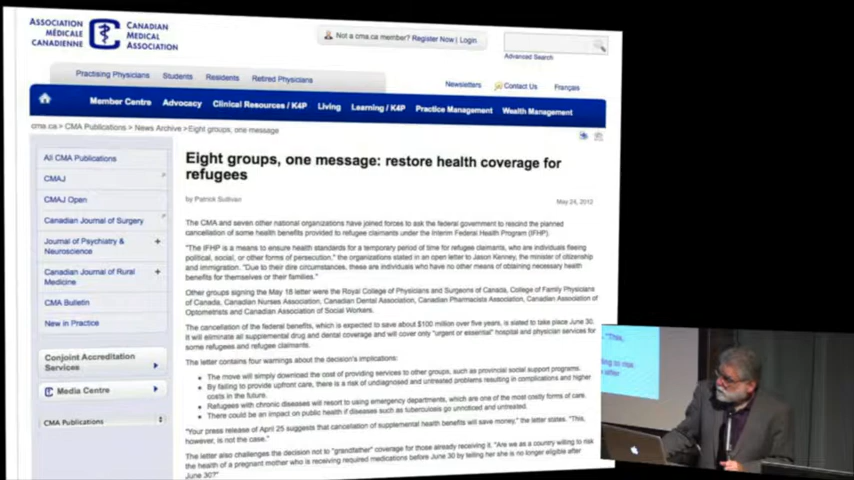 ASSOCIATION
MÉDICALE
CANADIENNE
CANADIAN
MEDICAL
ASSOCIATION
Not a cma.ca member? Register Now | Login
Advanced Search
Practising Physicians Students Residents Retired Physicians
Newsletters Contact Us Français
Member Centre Advocacy Clinical Resources / K4P Living Learning / K4P Practice Management Wealth Management
cma.ca > CMA Publications > News Archive > Eight groups, one message
All CMA Publications
CMAJ
CMAJ Open
Canadian Journal of Surgery
Journal of Psychiatry &
Neuroscience
Canadian Journal of Rural
Medicine
CMA Bulletin
New in Practice
Conjoint Accreditation
Services
Media Centre
CMA Publications
Eight groups, one message: restore health coverage for
refugees
by Patrick Sullivan
May 24, 2012
The CMA and seven other national organizations have joined forces to ask the federal government to rescind the planned
cancellation of some health benefits provided to refugee claimants under the Interim Federal Health Program (IFHP).
"The IFHP is a means to ensure health standards for a temporary period of time for refugee claimants, who are individuals fleeing
political, social, or other forms of persecution," the organizations stated in an open letter to Jason Kenney, the minister of citizenship
and immigration. "Due to their dire circumstances, these are individuals who have no other means of obtaining necessary health
benefits for themselves or their families."
Other groups signing the May 18 letter were the Royal College of Physicians and Surgeons of Canada, College of Family Physicians
of Canada, Canadian Nurses Association, Canadian Dental Association, Canadian Pharmacists Association, Canadian Association of
Optometrists and Canadian Association of Social Workers.
The cancellation of the federal benefits, which is expected to save about $100 million over five years, is slated to take place June 30.
It will eliminate all supplemental drug and dental coverage and will cover only "urgent or essential" hospital and physician services for
some refugees and refugee claimants.
The letter contains four warnings about the decision's implications:
• The move will simply download the cost of providing services to other groups, such as provincial social support programs.
• By failing to provide upfront care, there is a risk of undiagnosed and untreated problems resulting in complications and higher
costs in the future.
• Refugees with chronic diseases will resort to using emergency departments, which are one of the most costly forms of care.
• There could be an impact on public health if diseases such as tuberculosis go unnoticed and untreated.
"Your press release of April 25 suggests that cancellation of supplemental health benefits will save money," the letter states. "This,
however, is not the case."
The letter also challenges the decision not to "grandfather" coverage for those already receiving it. "Are we as a country willing to risk
the health of a pregnant mother who is receiving required medications before June 30 by telling her she is no longer eligible after
June 30?"
"This,
to risk
after